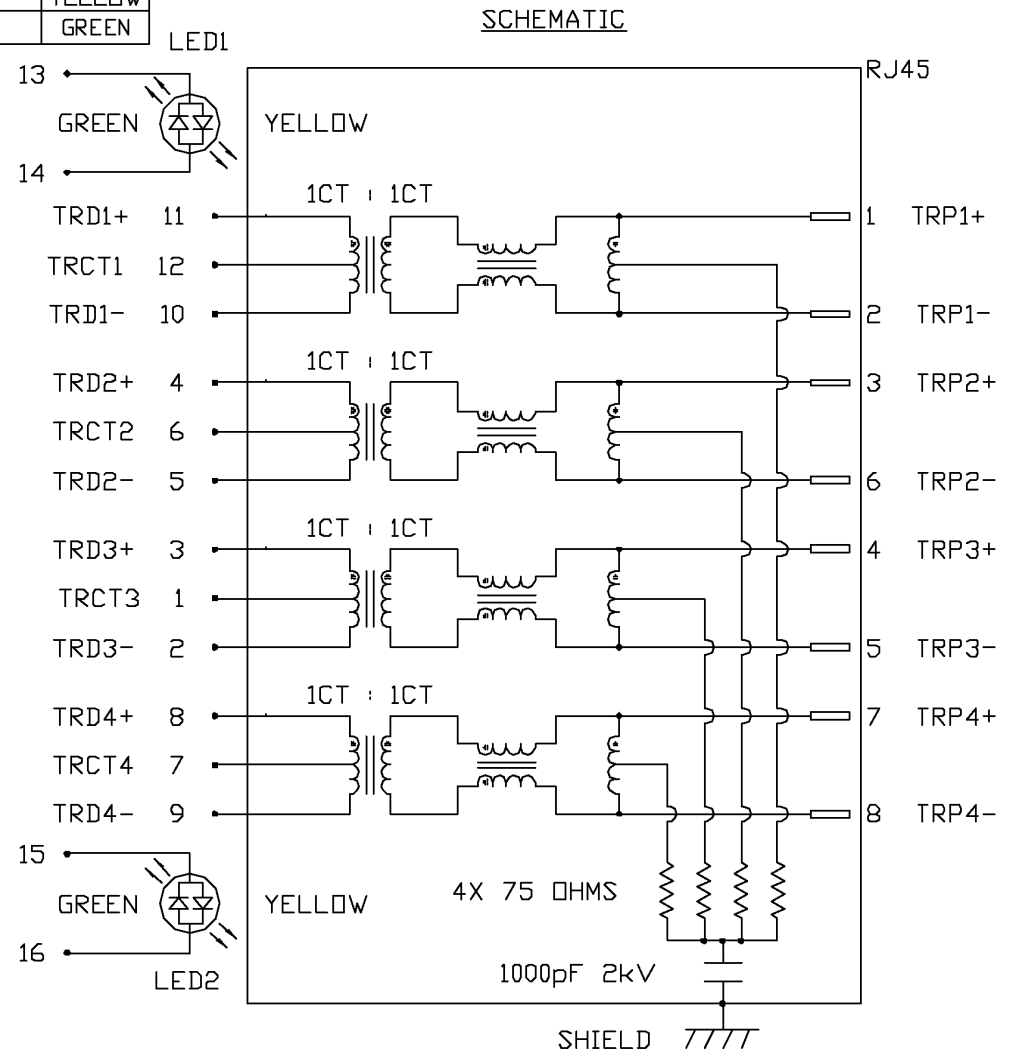 YELLOW
GREEN
SCHEMATIC
LED1
RJ45
13
GREEN YELLOW
14
1CT : 1CT
TRD1+ 11 1 TRP1+
TRCT1 12
TRD1- 10 2 TRP1-
1CT : 1CT
TRD2+ 4 3 TRP2+
TRCT2 6
TRD2- 5 6 TRP2-
1CT : 1CT
TRD3+ 3 4 TRP3+
TRCT3 1
TRD3- 2 5 TRP3-
1CT : 1CT
TRD4+ 8 7 TRP4+
TRCT4 7
TRD4- 9 8 TRP4-
15
GREEN YELLOW 4X 75 OHMS
16
LED2
1000pF 2kV
SHIELD